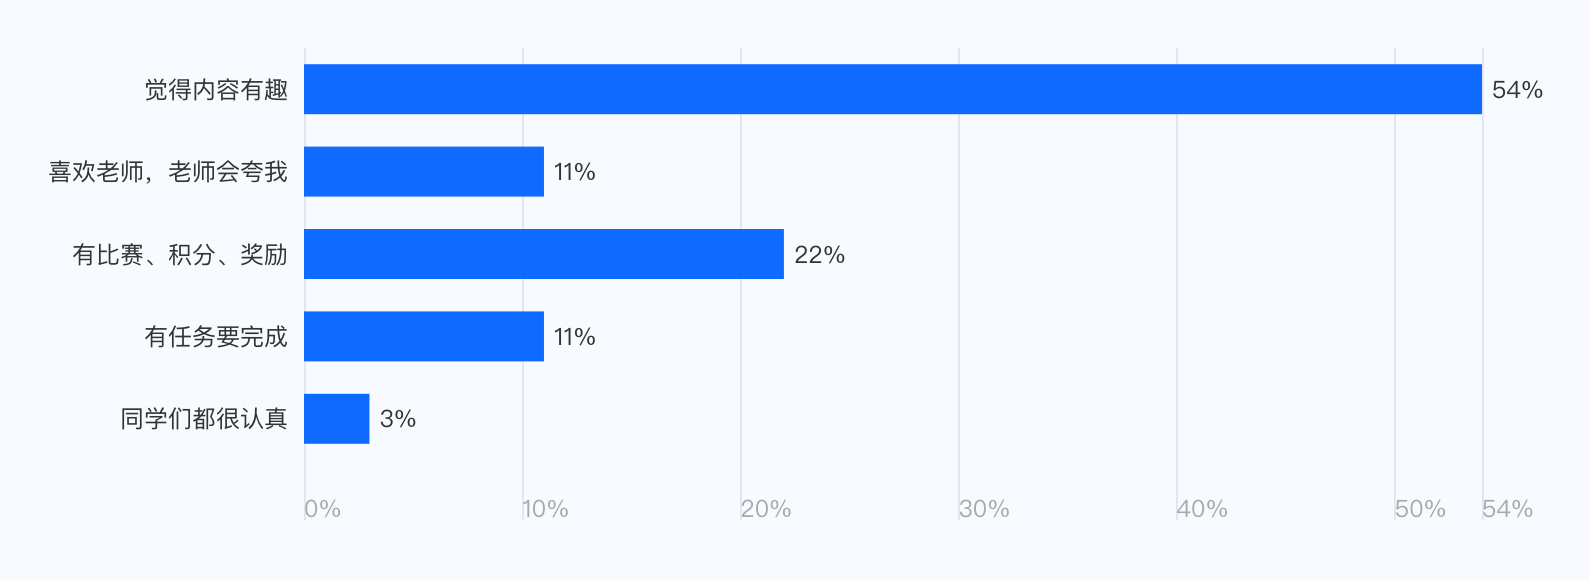 觉得内容有趣 54%
喜欢老师，老师会夸我 11%
有比赛、积分、奖励 22%
有任务要完成 11%
同学们都很认真 3%
0% 10% 20% 30% 40% 50% 54%